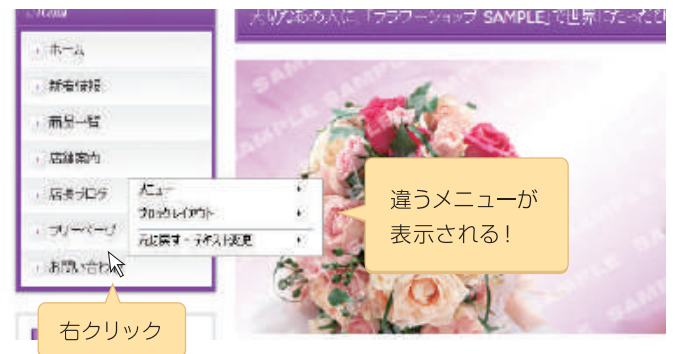 大切なあの人に、「フラワーショップ SAMPLE」で世界にたったひ
ホーム
新着情報
商品一覧
店舗案内
店長ブログ
フリーページ
お問い合わ
メニュー
ブロックレイアウト
元に戻す - テキスト変更
違うメニューが
表示される！
右クリック
SAMPLE
SAMPLE